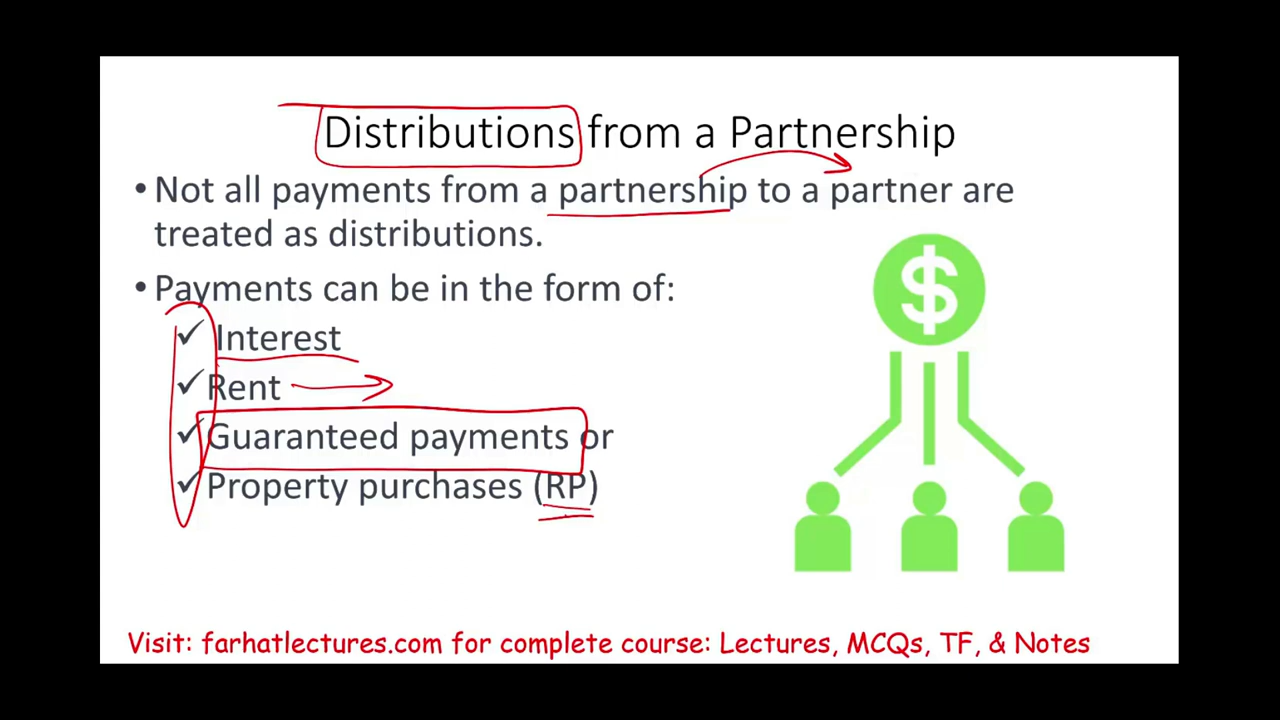 Distributions from a Partnership
• Not all payments from a partnership to a partner are
treated as distributions.
• Payments can be in the form of:
✓ Interest
✓ Rent
✓ Guaranteed payments or
✓ Property purchases (RP)
$
Visit: farhatlectures.com for complete course: Lectures, MCQs, TF, & Notes